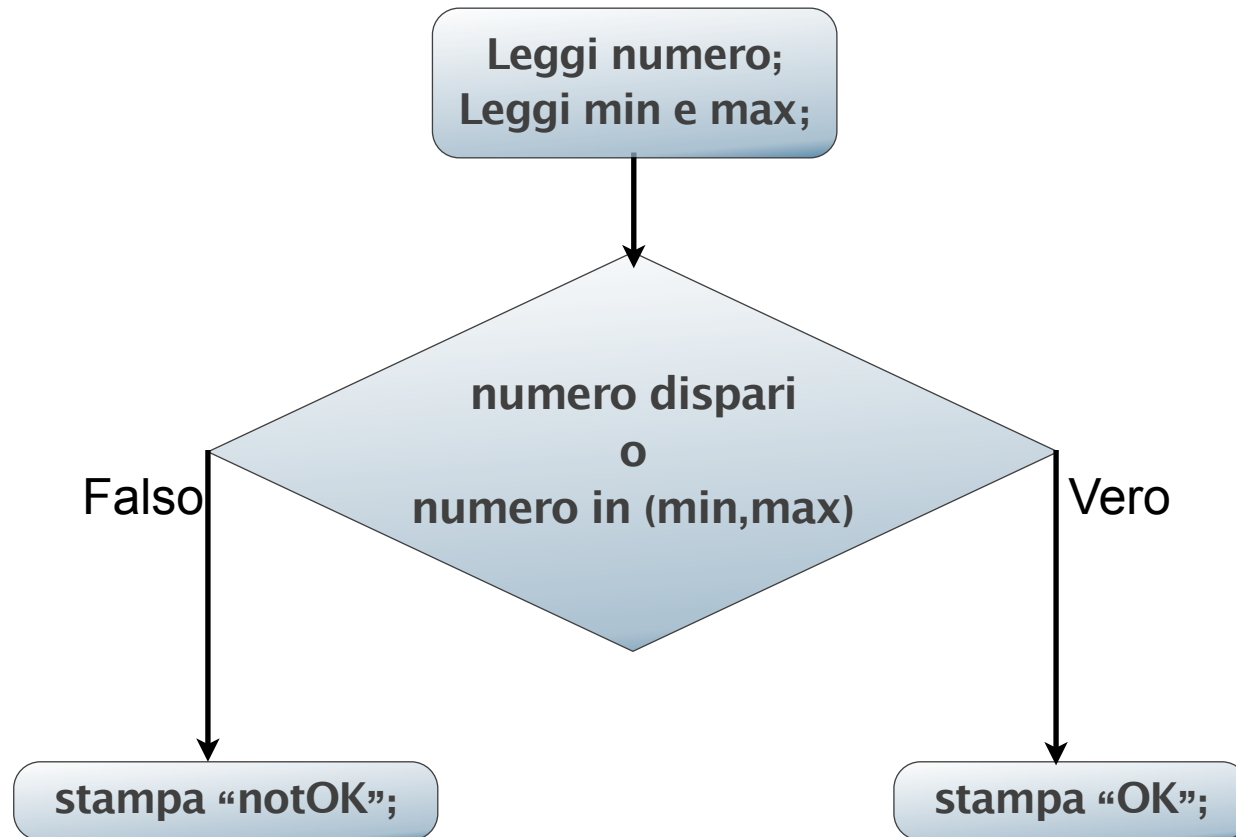 Leggi numero;
Leggi min e max;
numero dispari
o
numero in (min,max)
Falso
Vero
stampa “notOK”;
stampa “OK”;